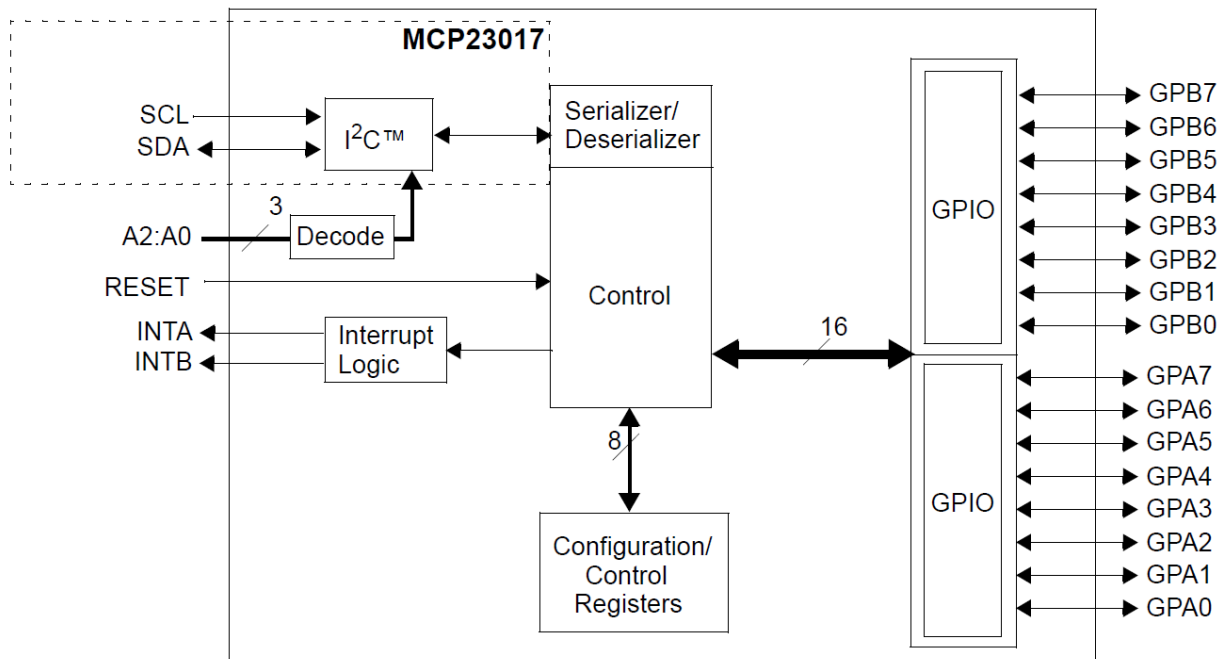 MCP23017
SCL
SDA
I²C™
Serializer/
Deserializer
3
A2:A0
Decode
RESET
Control
INTA
INTB
Interrupt
Logic
16
8
Configuration/
Control
Registers
GPIO
GPB7
GPB6
GPB5
GPB4
GPB3
GPB2
GPB1
GPB0
GPIO
GPA7
GPA6
GPA5
GPA4
GPA3
GPA2
GPA1
GPA0